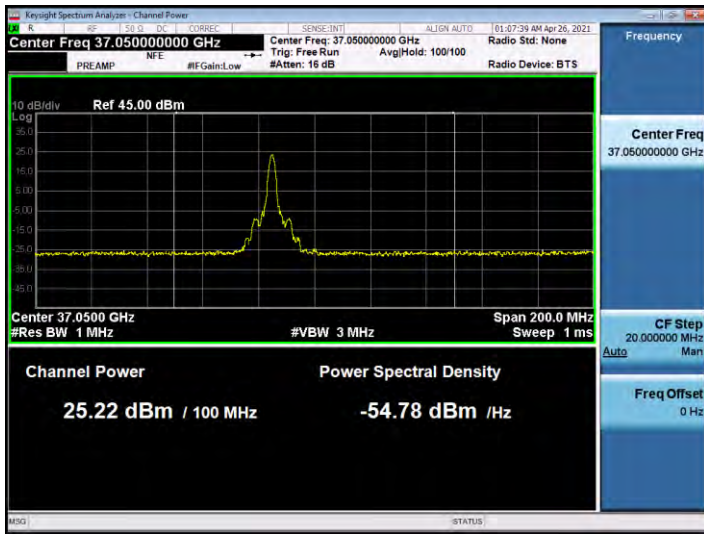 Keysight Spectrum Analyzer - Channel Power
R RF 50 Ω DC CORREC SENSE:INT ALIGN AUTO 01:07:39 AM Apr 26, 2021
Center Freq 37.050000000 GHz Center Freq: 37.050000000 GHz Radio Std: None
NFE Trig: Free Run Avg|Hold: 100/100
PREAMP #IFGain:Low #Atten: 16 dB Radio Device: BTS
Frequency
10 dB/div Ref 45.00 dBm
Log
35.0
25.0
15.0
5.00
-5.00
-15.0
-25.0
-35.0
-45.0
Center 37.0500 GHz Span 200.0 MHz
#Res BW 1 MHz #VBW 3 MHz Sweep 1 ms
Channel Power Power Spectral Density
25.22 dBm / 100 MHz -54.78 dBm /Hz
Center Freq
37.050000000 GHz
CF Step
20.000000 MHz
Auto Man
Freq Offset
0 Hz
MSG STATUS